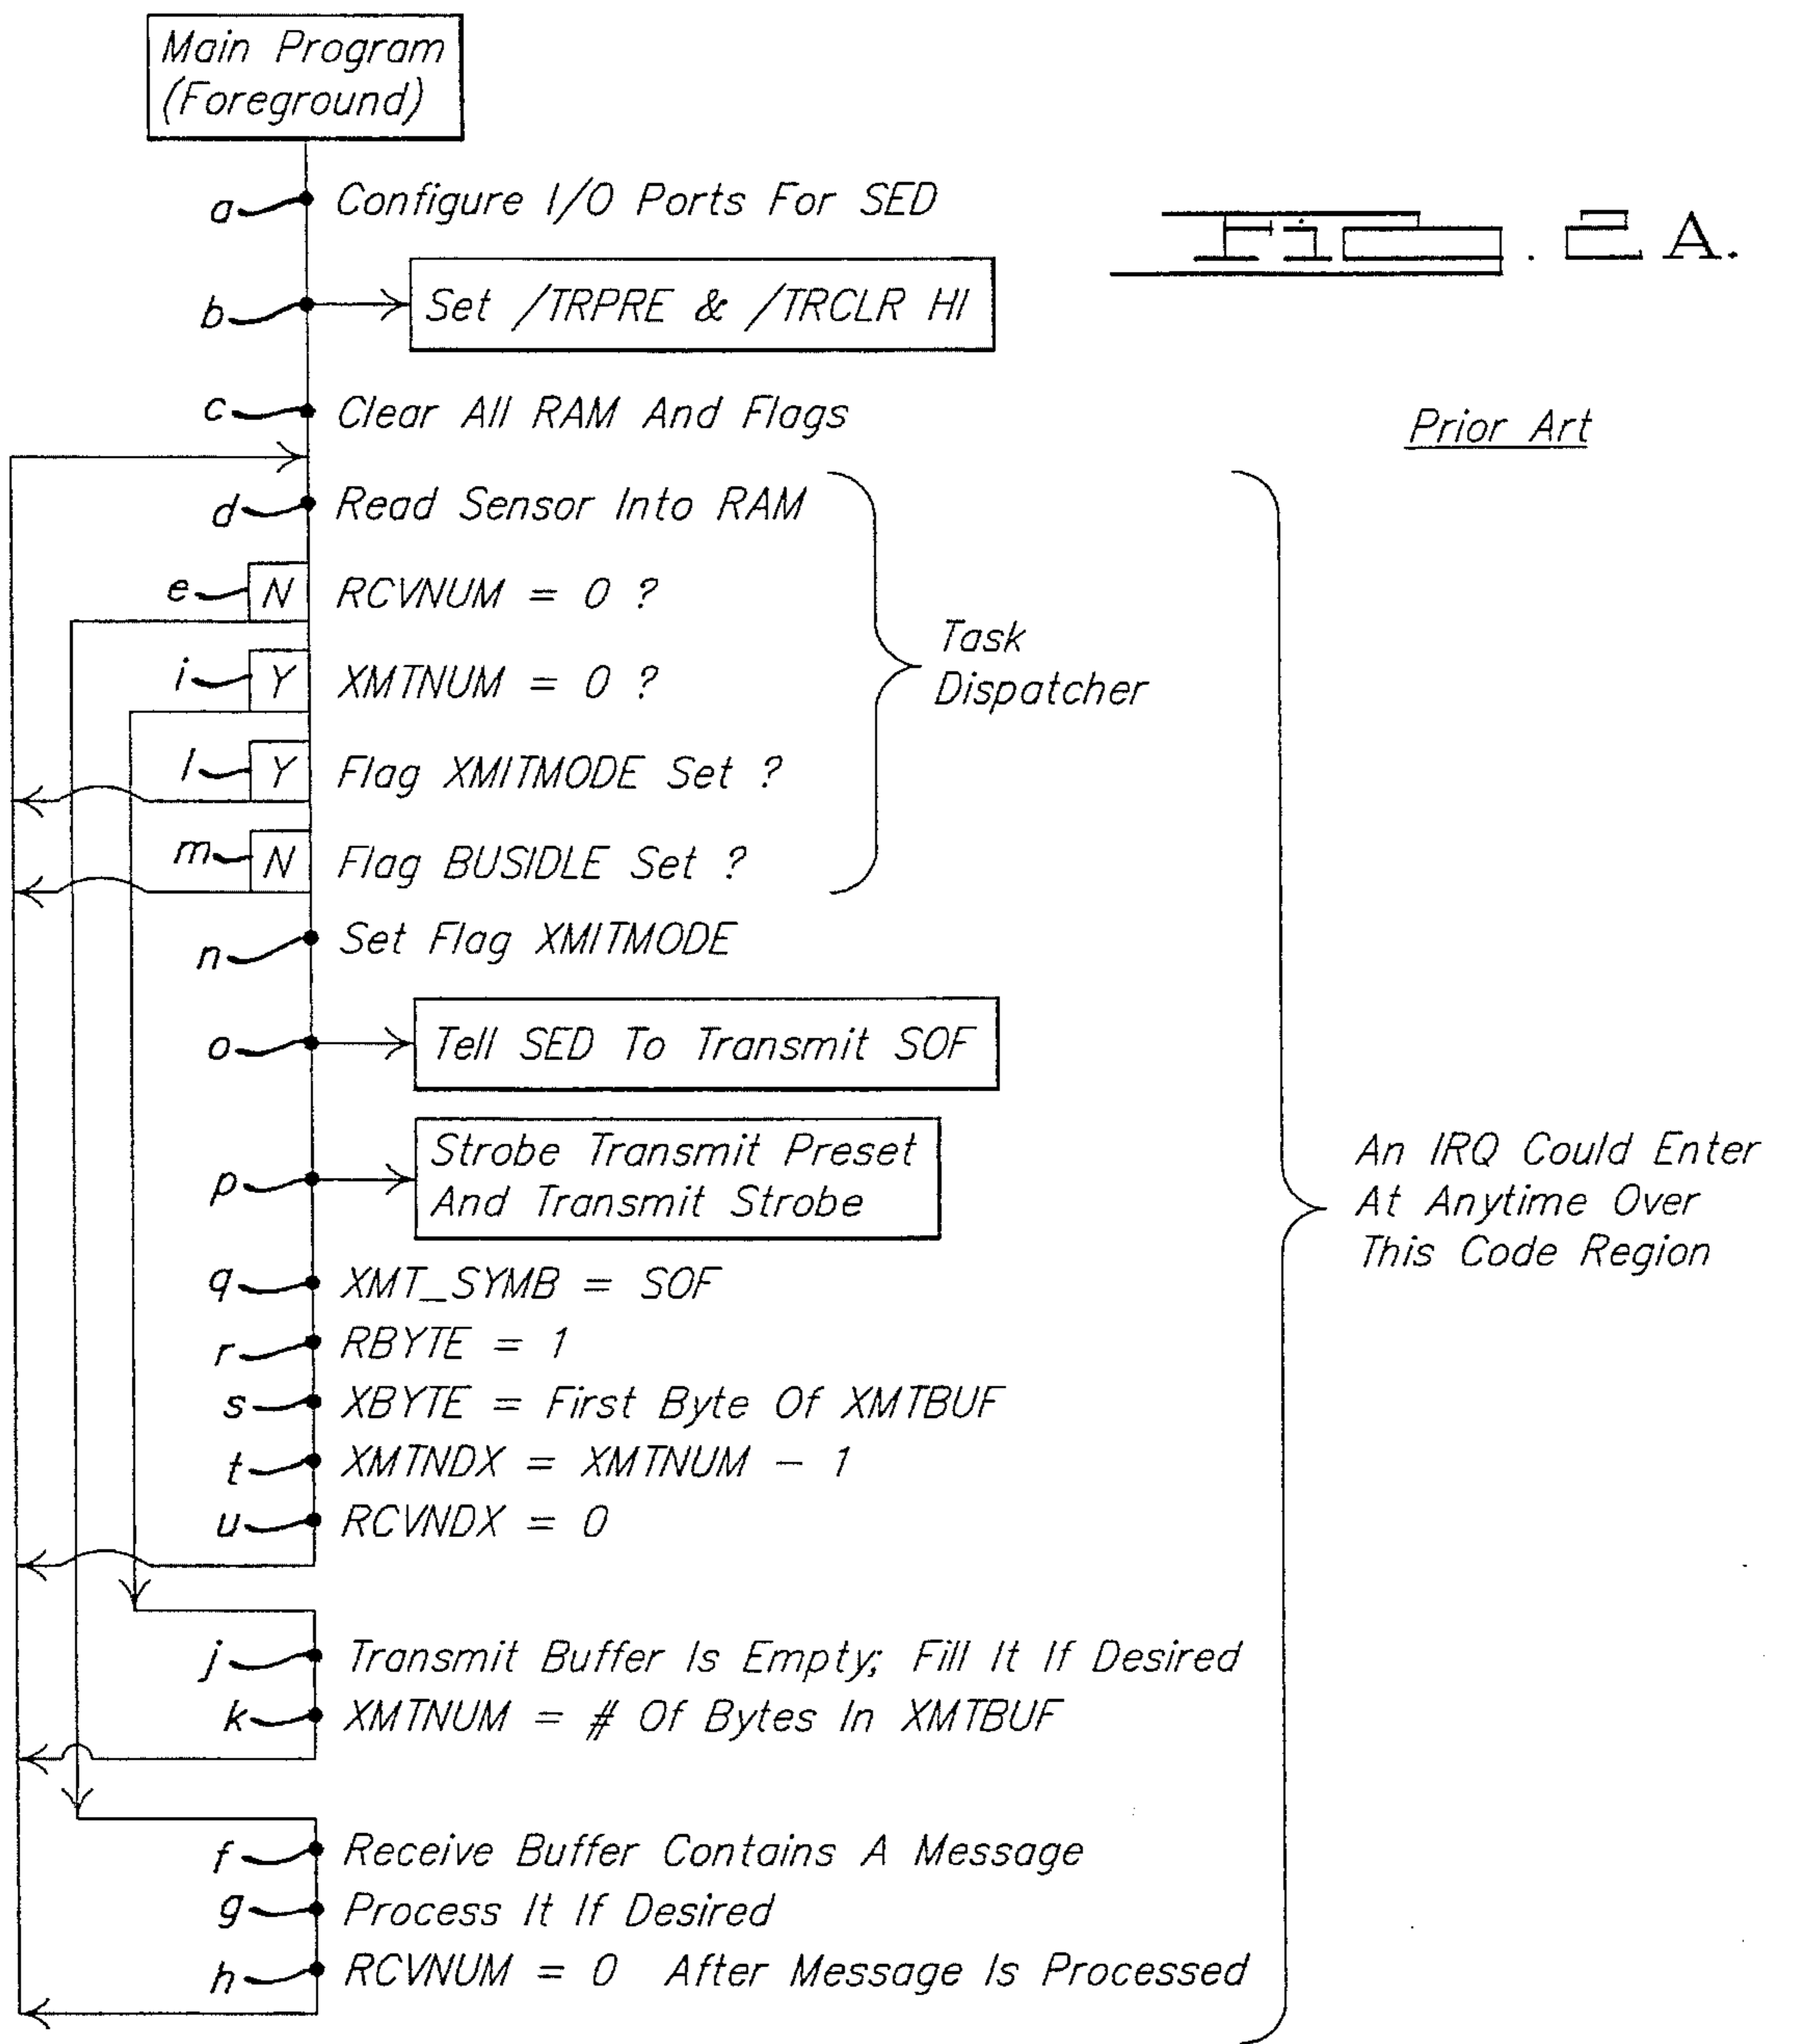 Main Program
(Foreground)
a Configure I/O Ports For SED
Fig. 2A.
b Set /TRPRE & /TRCLR HI
c Clear All RAM And Flags
Prior Art
d Read Sensor Into RAM
e N RCVNUM = 0 ?
Task
Dispatcher
i Y XMTNUM = 0 ?
l Y Flag XMITMODE Set ?
m N Flag BUSIDLE Set ?
n Set Flag XMITMODE
o Tell SED To Transmit SOF
p Strobe Transmit Preset
And Transmit Strobe
An IRQ Could Enter
At Anytime Over
This Code Region
q XMT_SYMB = SOF
r RBYTE = 1
s XBYTE = First Byte Of XMTBUF
t XMTNDX = XMTNUM - 1
u RCVNDX = 0
j Transmit Buffer Is Empty; Fill It If Desired
k XMTNUM = # Of Bytes In XMTBUF
f Receive Buffer Contains A Message
g Process It If Desired
h RCVNUM = 0 After Message Is Processed